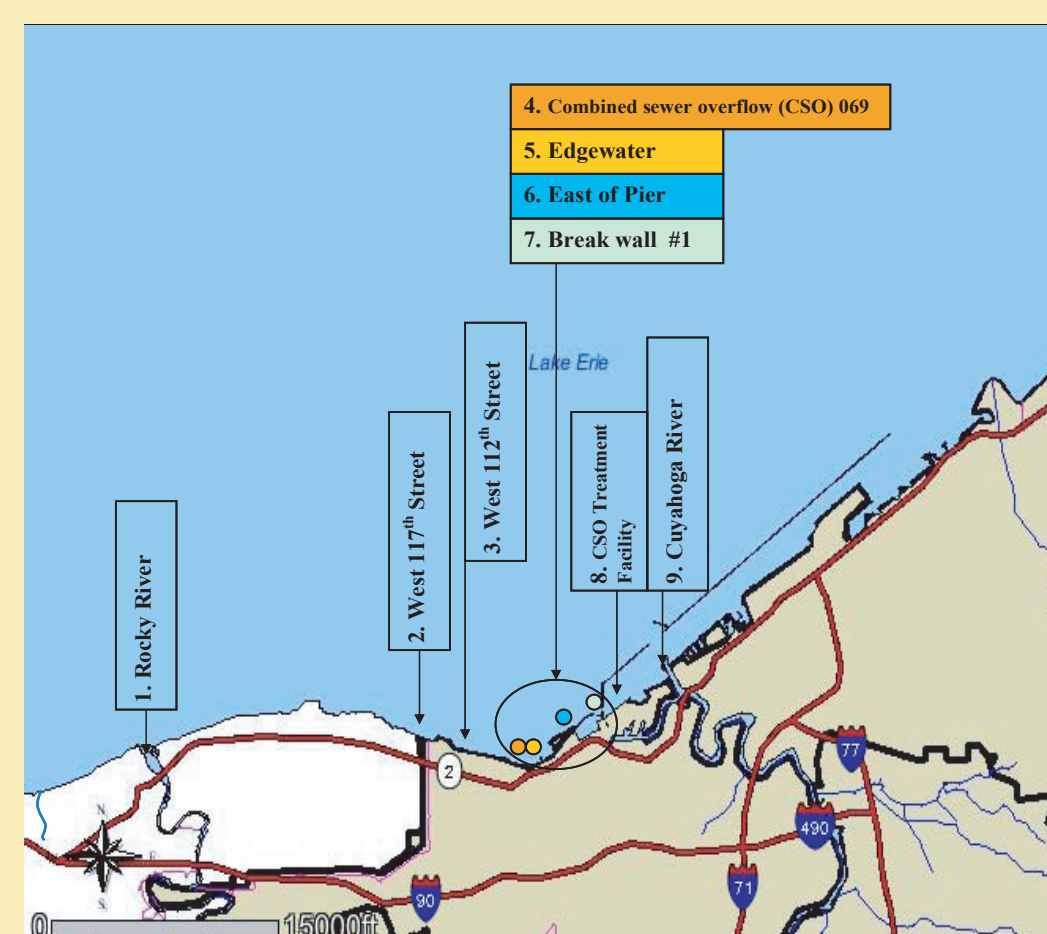 4. Combined sewer overflow (CSO) 069
5. Edgewater
6. East of Pier
7. Break wall #1
Lake Erie
1. Rocky River
2. West 117th Street
3. West 112th Street
8. CSO Treatment
Facility
9. Cuyahoga River
2
77
490
71
90
N
E
S
0
15000ft